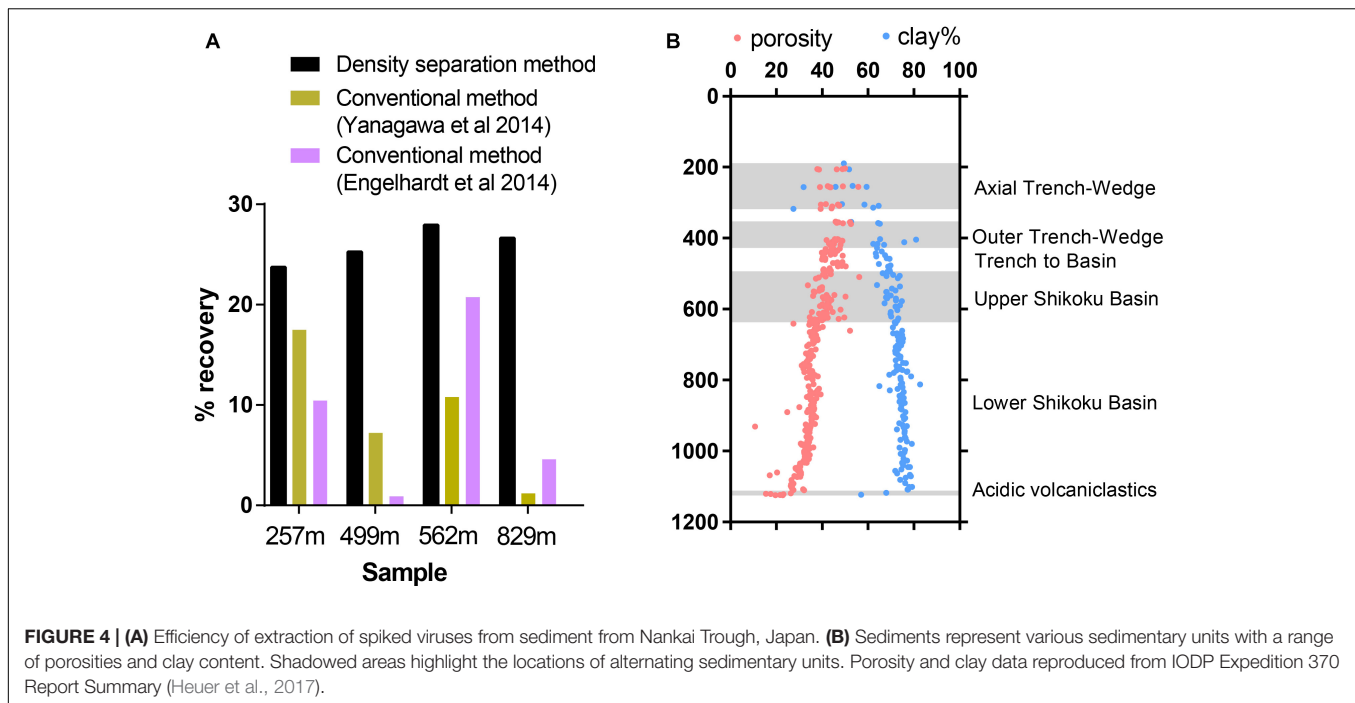 A
Density separation method
Conventional method
(Yanagawa et al 2014)
Conventional method
(Engelhardt et al 2014)
30
20
10
0
% recovery
257m 499m 562m 829m
Sample
B
porosity clay%
0 20 40 60 80 100
0
200
400
600
800
1000
1200
Axial Trench-Wedge
Outer Trench-Wedge
Trench to Basin
Upper Shikoku Basin
Lower Shikoku Basin
Acidic volcaniclastics
FIGURE 4 | (A) Efficiency of extraction of spiked viruses from sediment from Nankai Trough, Japan. (B) Sediments represent various sedimentary units with a range
of porosities and clay content. Shadowed areas highlight the locations of alternating sedimentary units. Porosity and clay data reproduced from IODP Expedition 370
Report Summary (Heuer et al., 2017).